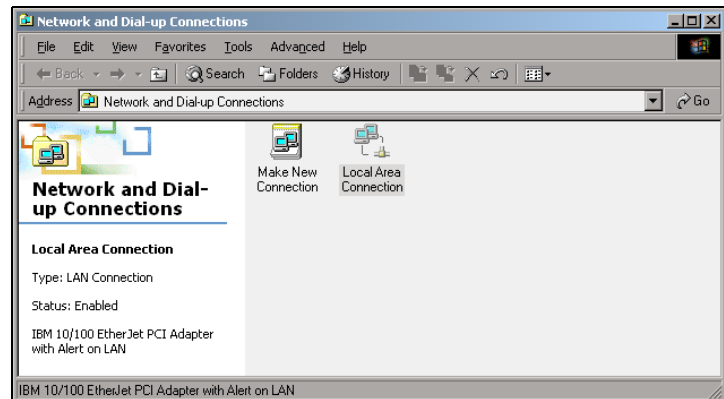 Network and Dial-up Connections
File Edit View Favorites Tools Advanced Help
Back Search Folders History
Address Network and Dial-up Connections Go
Network and Dial-
up Connections
Local Area Connection
Type: LAN Connection
Status: Enabled
IBM 10/100 EtherJet PCI Adapter
with Alert on LAN
Make New
Connection
Local Area
Connection
IBM 10/100 EtherJet PCI Adapter with Alert on LAN